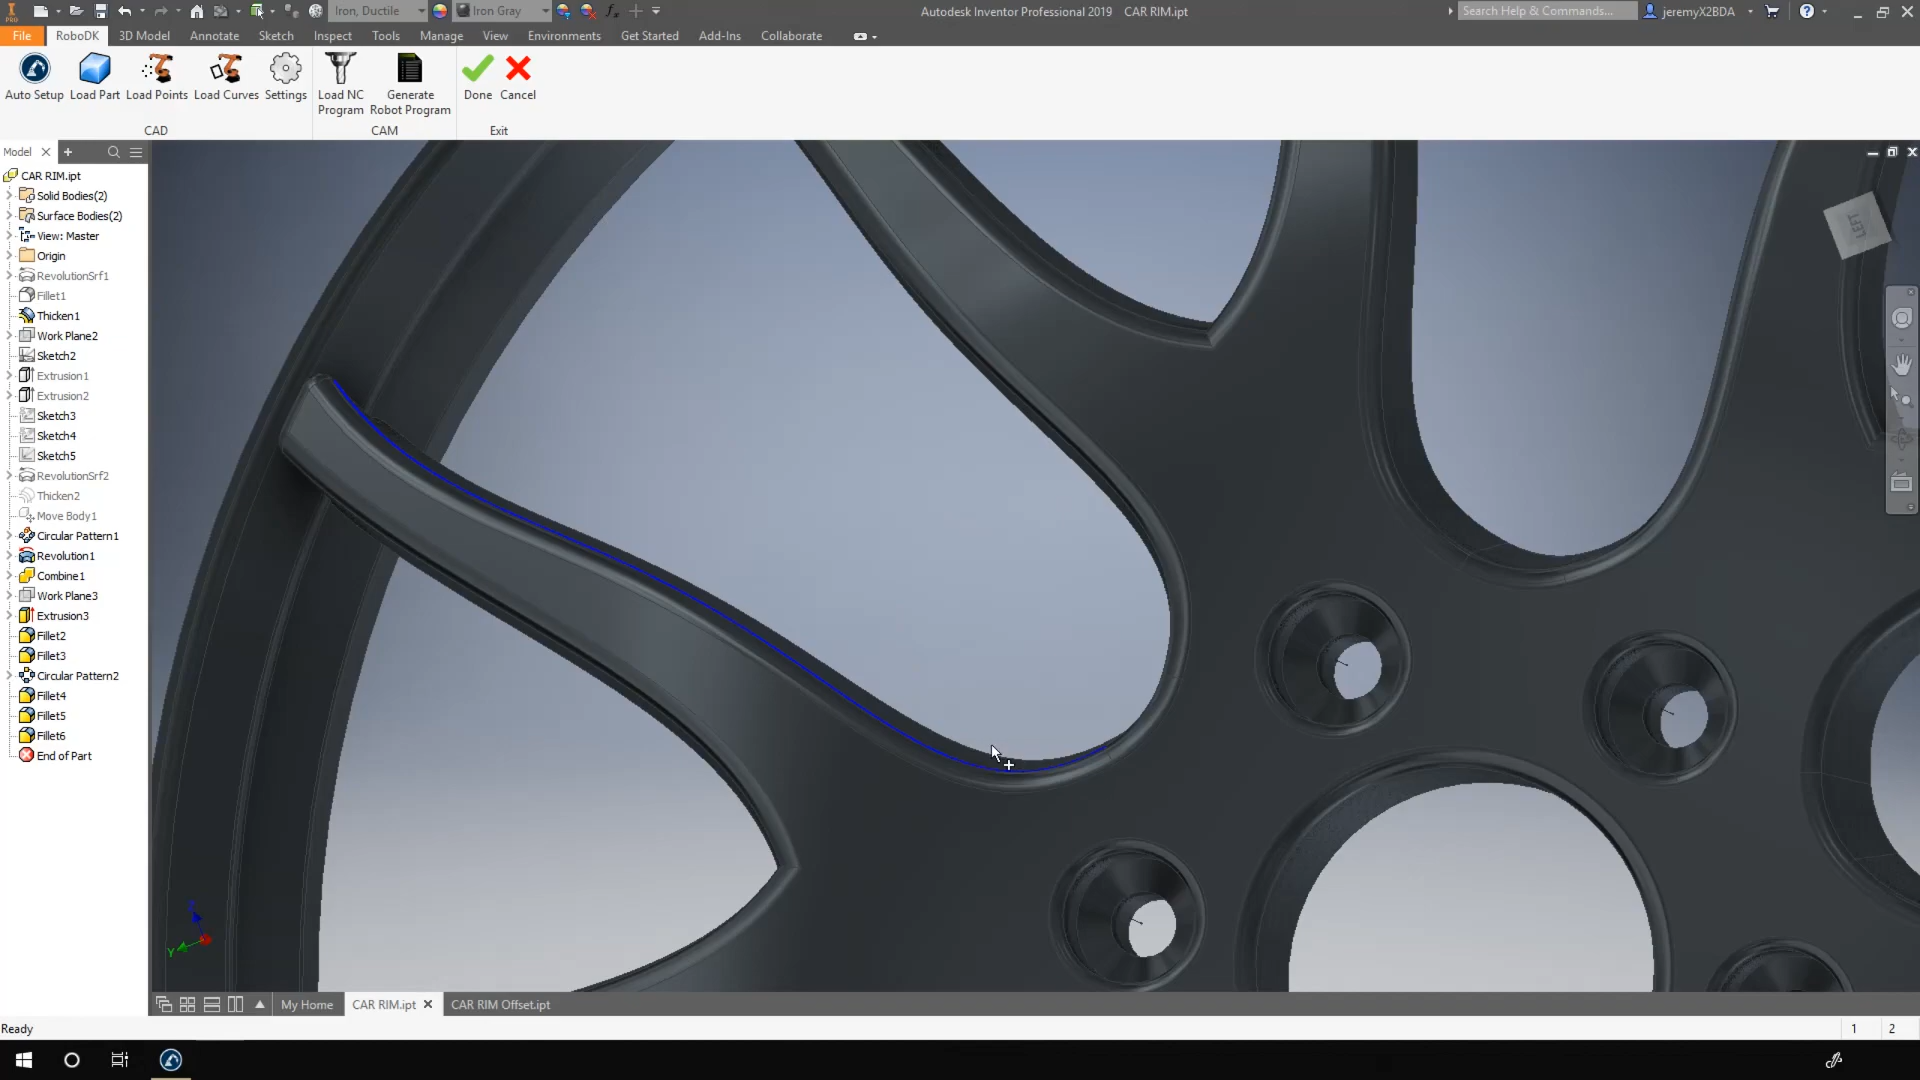 PRO
Iron, Ductile
Iron Gray
fx
Autodesk Inventor Professional 2019 CAR RIM.ipt
Search Help & Commands...
jeremyX2BDA
File
RoboDK
3D Model
Annotate
Sketch
Inspect
Tools
Manage
View
Environments
Get Started
Add-Ins
Collaborate
Auto Setup
Load Part
Load Points
Load Curves
Settings
Load NC Program
Generate Robot Program
Done
Cancel
CAD
CAM
Exit
Model
CAR RIM.ipt
Solid Bodies(2)
Surface Bodies(2)
View: Master
Origin
RevolutionSrf1
Fillet1
Thicken1
Work Plane2
Sketch2
Extrusion1
Extrusion2
Sketch3
Sketch4
Sketch5
RevolutionSrf2
Thicken2
Move Body1
Circular Pattern1
Revolution1
Combine1
Work Plane3
Extrusion3
Fillet2
Fillet3
Circular Pattern2
Fillet4
Fillet5
Fillet6
End of Part
LEFT
Z
Y
My Home
CAR RIM.ipt
CAR RIM Offset.ipt
Ready
1
2